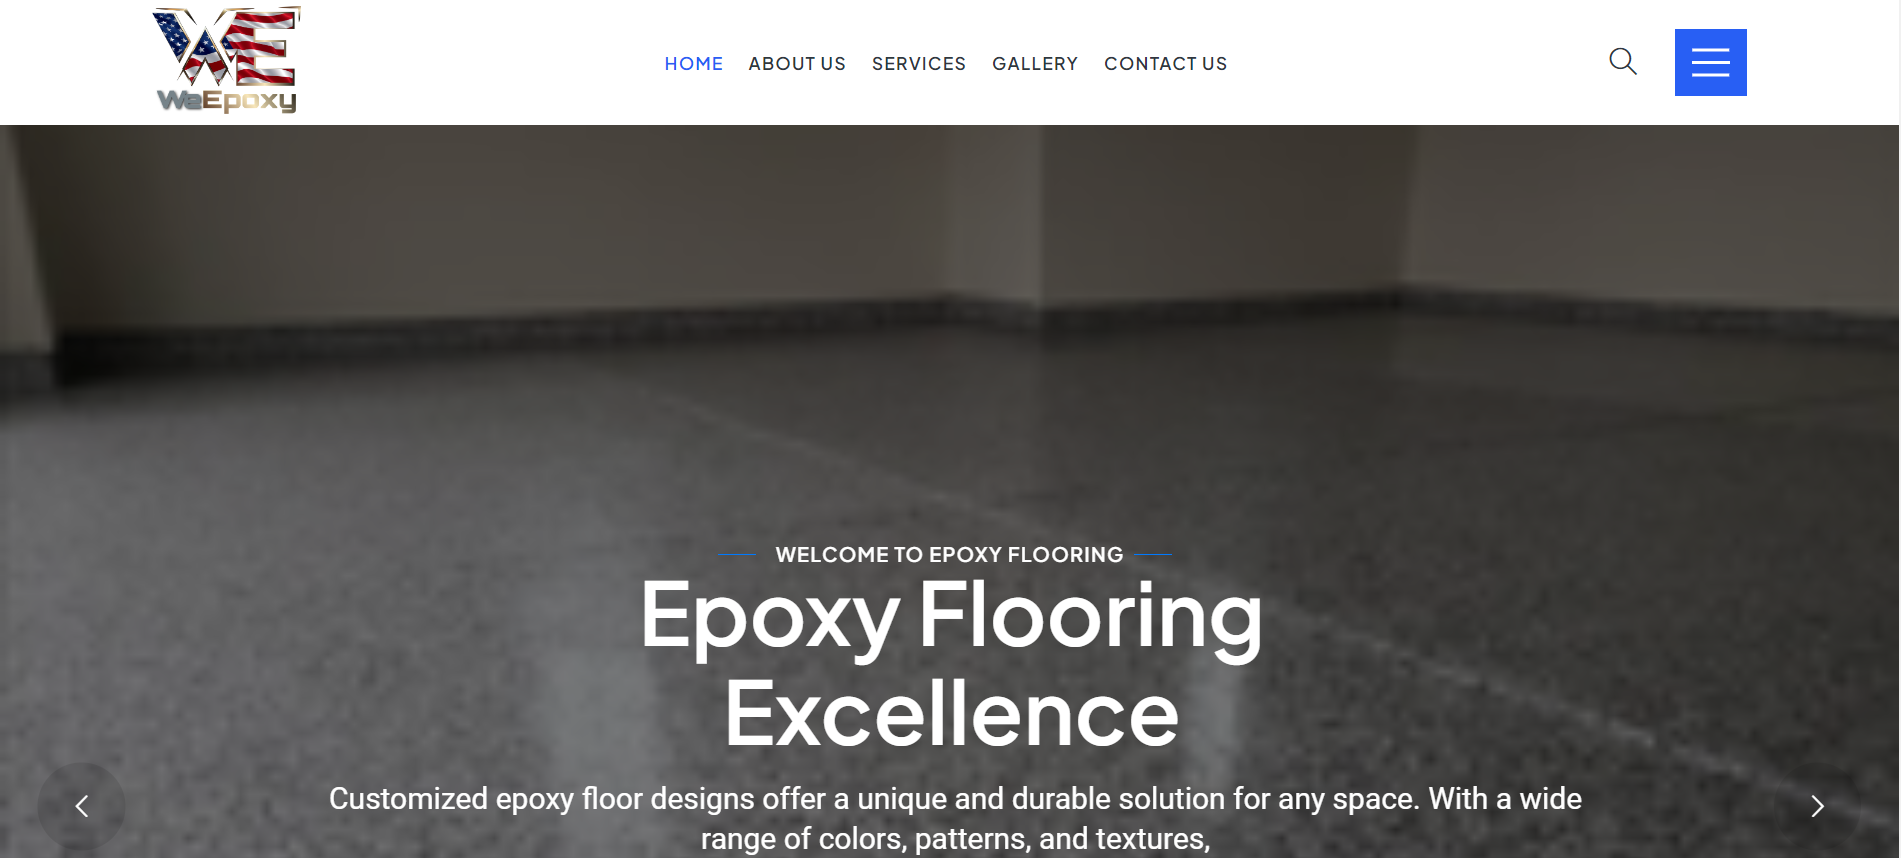 WE
WeEpoxy
HOME ABOUT US SERVICES GALLERY CONTACT US
WELCOME TO EPOXY FLOORING
Epoxy Flooring
Excellence
Customized epoxy floor designs offer a unique and durable solution for any space. With a wide
range of colors, patterns, and textures,